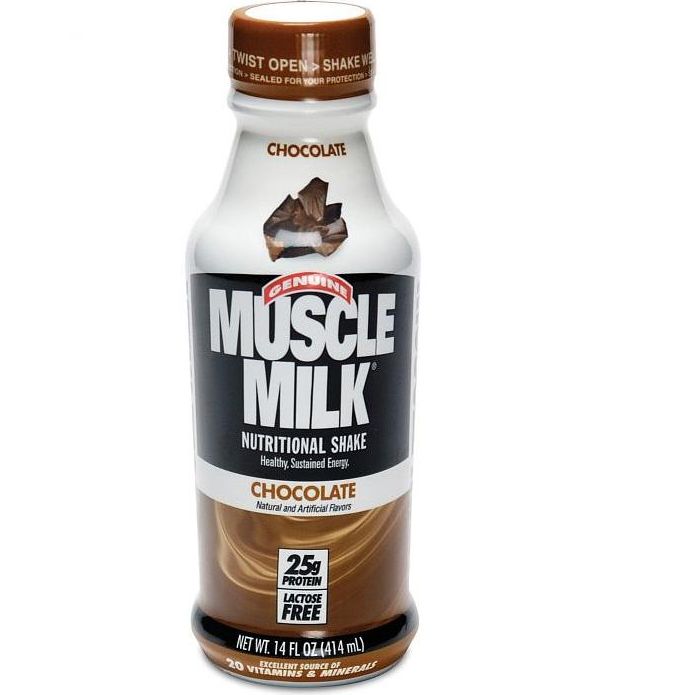 TWIST OPEN > SHAKE WE
> SEALED FOR YOUR PROTECTION >
CHOCOLATE
GENUINE
MUSCLE
MILK®
NUTRITIONAL SHAKE
Healthy, Sustained Energy.
CHOCOLATE
Natural and Artificial Flavors
25g
PROTEIN
LACTOSE
FREE
NET WT. 14 FL OZ (414 mL)
EXCELLENT SOURCE OF
20 VITAMINS & MINERALS